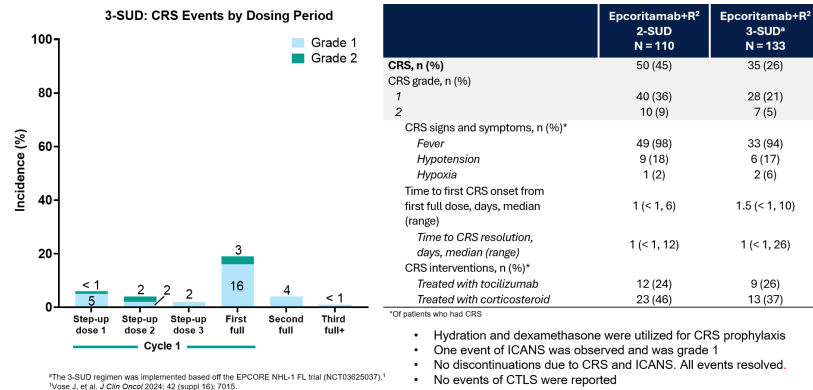 3-SUD: CRS Events by Dosing Period
Grade 1
Grade 2
Incidence (%)
100
80
60
40
20
0
< 1
5
2
2
2
3
16
4
< 1
Step-up dose 1
Step-up dose 2
Step-up dose 3
First full
Second full
Third full+
Cycle 1
ᵃThe 3-SUD regimen was implemented based off the EPCORE NHL-1 FL trial (NCT03625037).¹
¹Vose J, et al. J Clin Oncol 2024; 42 (suppl 16): 7015.
Epcoritamab+R² 2-SUD N = 110
Epcoritamab+R² 3-SUDᵃ N = 133
CRS, n (%) 50 (45) 35 (26)
CRS grade, n (%)
1 40 (36) 28 (21)
2 10 (9) 7 (5)
CRS signs and symptoms, n (%)*
Fever 49 (98) 33 (94)
Hypotension 9 (18) 6 (17)
Hypoxia 1 (2) 2 (6)
Time to first CRS onset from
first full dose, days, median 1 (< 1, 6) 1.5 (< 1, 10)
(range)
Time to CRS resolution,
days, median (range) 1 (< 1, 12) 1 (< 1, 26)
CRS interventions, n (%)*
Treated with tocilizumab 12 (24) 9 (26)
Treated with corticosteroid 23 (46) 13 (37)
*Of patients who had CRS
• Hydration and dexamethasone were utilized for CRS prophylaxis
• One event of ICANS was observed and was grade 1
• No discontinuations due to CRS and ICANS. All events resolved.
• No events of CTLS were reported